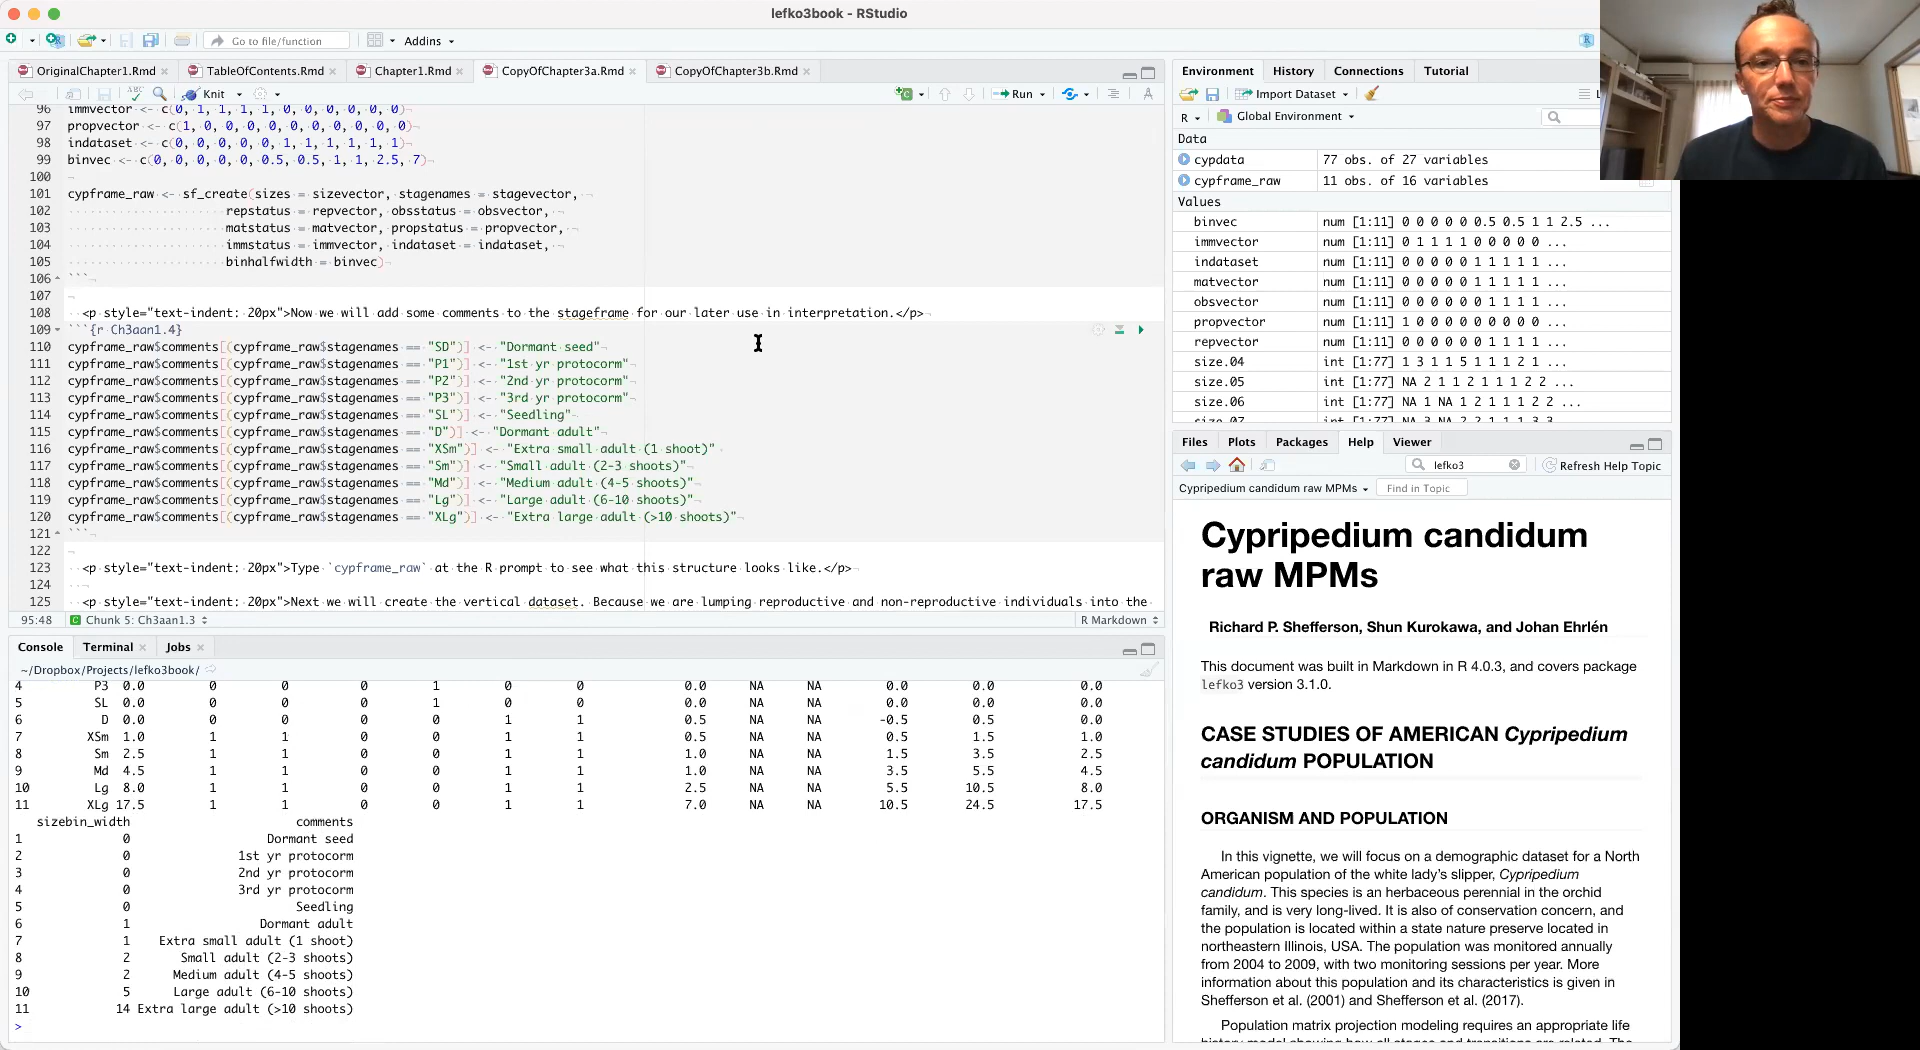 lefko3book - RStudio
Go to file/function
Addins
OriginalChapter1.Rmd
TableOfContents.Rmd
Chapter1.Rmd
CopyOfChapter3a.Rmd
CopyOfChapter3b.Rmd
Knit
Run
96 immvector <- c(0, 1, 1, 1, 1, 0, 0, 0, 0, 0, 0)
97 propvector <- c(1, 0, 0, 0, 0, 0, 0, 0, 0, 0, 0)
98 indataset <- c(0, 0, 0, 0, 0, 1, 1, 1, 1, 1, 1)
99 binvec <- c(0, 0, 0, 0, 0, 0.5, 0.5, 1, 1, 2.5, 7)
100
101 cypframe_raw <- sf_create(sizes = sizevector, stagenames = stagevector,
102 repstatus = repvector, obsstatus = obsvector,
103 matstatus = matvector, propstatus = propvector,
104 immstatus = immvector, indataset = indataset,
105 binhalfwidth = binvec)
106 ```
107
108 <p style="text-indent: 20px">Now we will add some comments to the stageframe for our later use in interpretation.</p>
109 ```{r Ch3aan1.4}
110 cypframe_raw$comments[(cypframe_raw$stagenames == "SD")] <- "Dormant seed"
111 cypframe_raw$comments[(cypframe_raw$stagenames == "P1")] <- "1st yr protocorm"
112 cypframe_raw$comments[(cypframe_raw$stagenames == "P2")] <- "2nd yr protocorm"
113 cypframe_raw$comments[(cypframe_raw$stagenames == "P3")] <- "3rd yr protocorm"
114 cypframe_raw$comments[(cypframe_raw$stagenames == "SL")] <- "Seedling"
115 cypframe_raw$comments[(cypframe_raw$stagenames == "D")] <- "Dormant adult"
116 cypframe_raw$comments[(cypframe_raw$stagenames == "XSm")] <- "Extra small adult (1 shoot)"
117 cypframe_raw$comments[(cypframe_raw$stagenames == "Sm")] <- "Small adult (2-3 shoots)"
118 cypframe_raw$comments[(cypframe_raw$stagenames == "Md")] <- "Medium adult (4-5 shoots)"
119 cypframe_raw$comments[(cypframe_raw$stagenames == "Lg")] <- "Large adult (6-10 shoots)"
120 cypframe_raw$comments[(cypframe_raw$stagenames == "XLg")] <- "Extra large adult (>10 shoots)"
121 ```
122
123 <p style="text-indent: 20px">Type `cypframe_raw` at the R prompt to see what this structure looks like.</p>
124
125 <p style="text-indent: 20px">Next we will create the vertical dataset. Because we are lumping reproductive and non-reproductive individuals into the
95:48 Chunk 5: Ch3aan1.3 R Markdown
Console Terminal Jobs
~/Dropbox/Projects/lefko3book/
4 P3 0.0 0 0 0 1 0 0 0.0 NA NA 0.0 0.0 0.0
5 SL 0.0 0 0 0 1 0 0 0.0 NA NA 0.0 0.0 0.0
6 D 0.0 0 0 0 0 1 1 0.5 NA NA -0.5 0.5 0.0
7 XSm 1.0 1 1 0 0 1 1 0.5 NA NA 0.5 1.5 1.0
8 Sm 2.5 1 1 0 0 1 1 1.0 NA NA 1.5 3.5 2.5
9 Md 4.5 1 1 0 0 1 1 1.0 NA NA 3.5 5.5 4.5
10 Lg 8.0 1 1 0 0 1 1 2.5 NA NA 5.5 10.5 8.0
11 XLg 17.5 1 1 0 0 1 1 7.0 NA NA 10.5 24.5 17.5
sizebin_width comments
1 0 Dormant seed
2 0 1st yr protocorm
3 0 2nd yr protocorm
4 0 3rd yr protocorm
5 0 Seedling
6 1 Dormant adult
7 1 Extra small adult (1 shoot)
8 2 Small adult (2-3 shoots)
9 2 Medium adult (4-5 shoots)
10 5 Large adult (6-10 shoots)
11 14 Extra large adult (>10 shoots)
>
Environment History Connections Tutorial
Import Dataset
R Global Environment
Data
cypdata 77 obs. of 27 variables
cypframe_raw 11 obs. of 16 variables
Values
binvec num [1:11] 0 0 0 0 0 0.5 0.5 1 1 2.5 ...
immvector num [1:11] 0 1 1 1 1 0 0 0 0 0 ...
indataset num [1:11] 0 0 0 0 0 1 1 1 1 1 ...
matvector num [1:11] 0 0 0 0 0 1 1 1 1 1 ...
obsvector num [1:11] 0 0 0 0 0 0 1 1 1 1 ...
propvector num [1:11] 1 0 0 0 0 0 0 0 0 0 ...
repvector num [1:11] 0 0 0 0 0 0 1 1 1 1 ...
size.04 int [1:77] 1 3 1 1 5 1 1 1 2 1 ...
size.05 int [1:77] NA 2 1 1 2 1 1 1 2 2 ...
size.06 int [1:77] NA 1 NA 1 2 1 1 1 2 2 ...
size.07 int [1:77] NA 3 NA 2 2 1 1 1 3 3 ...
Files Plots Packages Help Viewer
lefko3
Refresh Help Topic
Cypripedium candidum raw MPMs
Find in Topic
Cypripedium candidum
raw MPMs
Richard P. Shefferson, Shun Kurokawa, and Johan Ehrlén
This document was built in Markdown in R 4.0.3, and covers package
lefko3 version 3.1.0.
CASE STUDIES OF AMERICAN Cypripedium
candidum POPULATION
ORGANISM AND POPULATION
In this vignette, we will focus on a demographic dataset for a North
American population of the white lady's slipper, Cypripedium
candidum. This species is an herbaceous perennial in the orchid
family, and is very long-lived. It is also of conservation concern, and
the population is located within a state nature preserve located in
northeastern Illinois, USA. The population was monitored annually
from 2004 to 2009, with two monitoring sessions per year. More
information about this population and its characteristics is given in
Shefferson et al. (2001) and Shefferson et al. (2017).
Population matrix projection modeling requires an appropriate life
history model showing how all stages and transitions are related. The